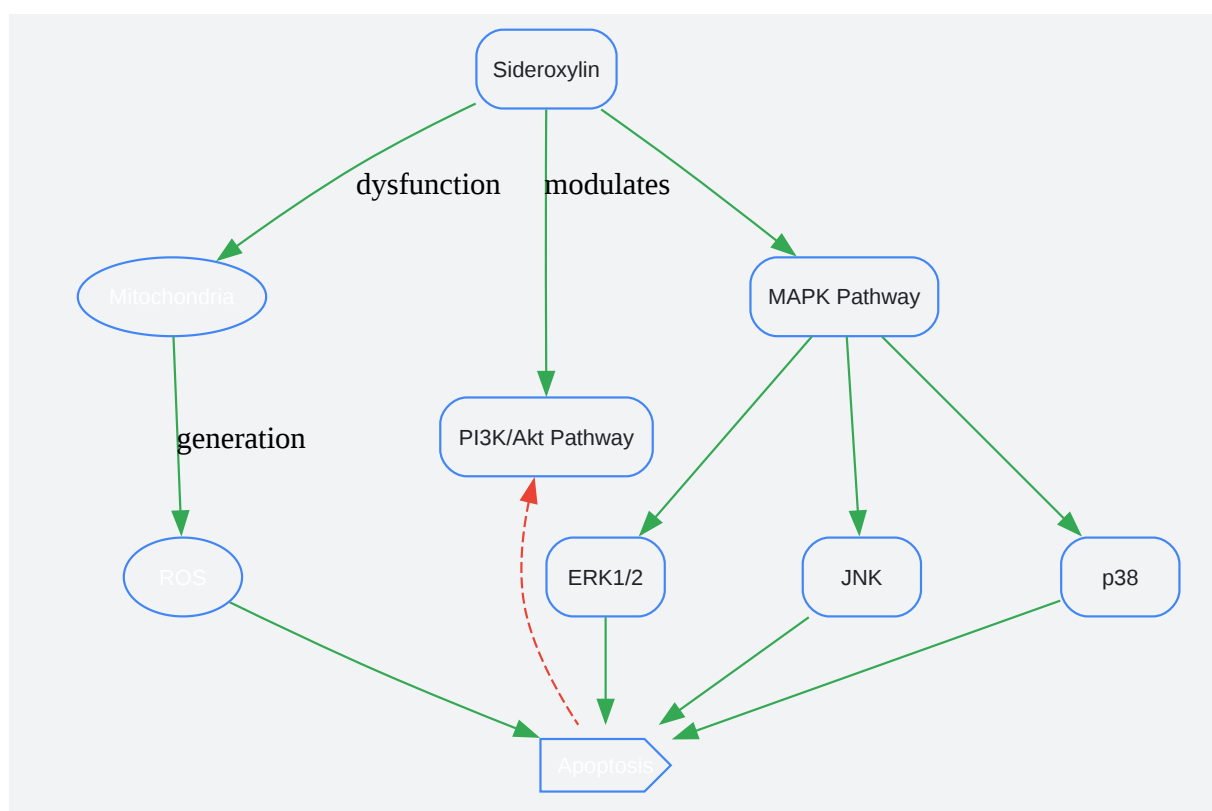 Sideroxylin
dysfunction
modulates
Mitochondria
MAPK Pathway
PI3K/Akt Pathway
generation
ROS
ERK1/2
JNK
p38
Apoptosis